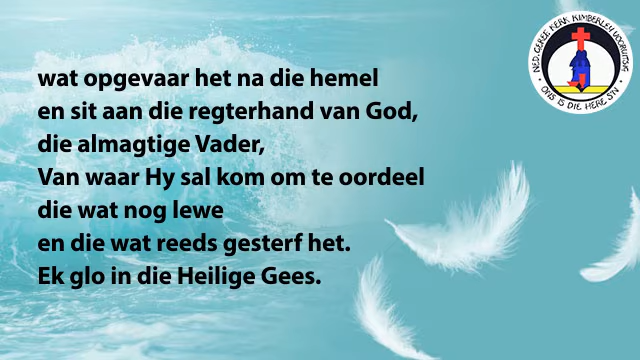 wat opgevaar het na die hemel
en sit aan die regterhand van God,
die almagtige Vader,
Van waar Hy sal kom om te oordeel
die wat nog lewe
en die wat reeds gesterf het.
Ek glo in die Heilige Gees.
NED. GEREF. KERK KIMBERLEY VOORUITSIG
ONS IS DIE HERE S'N